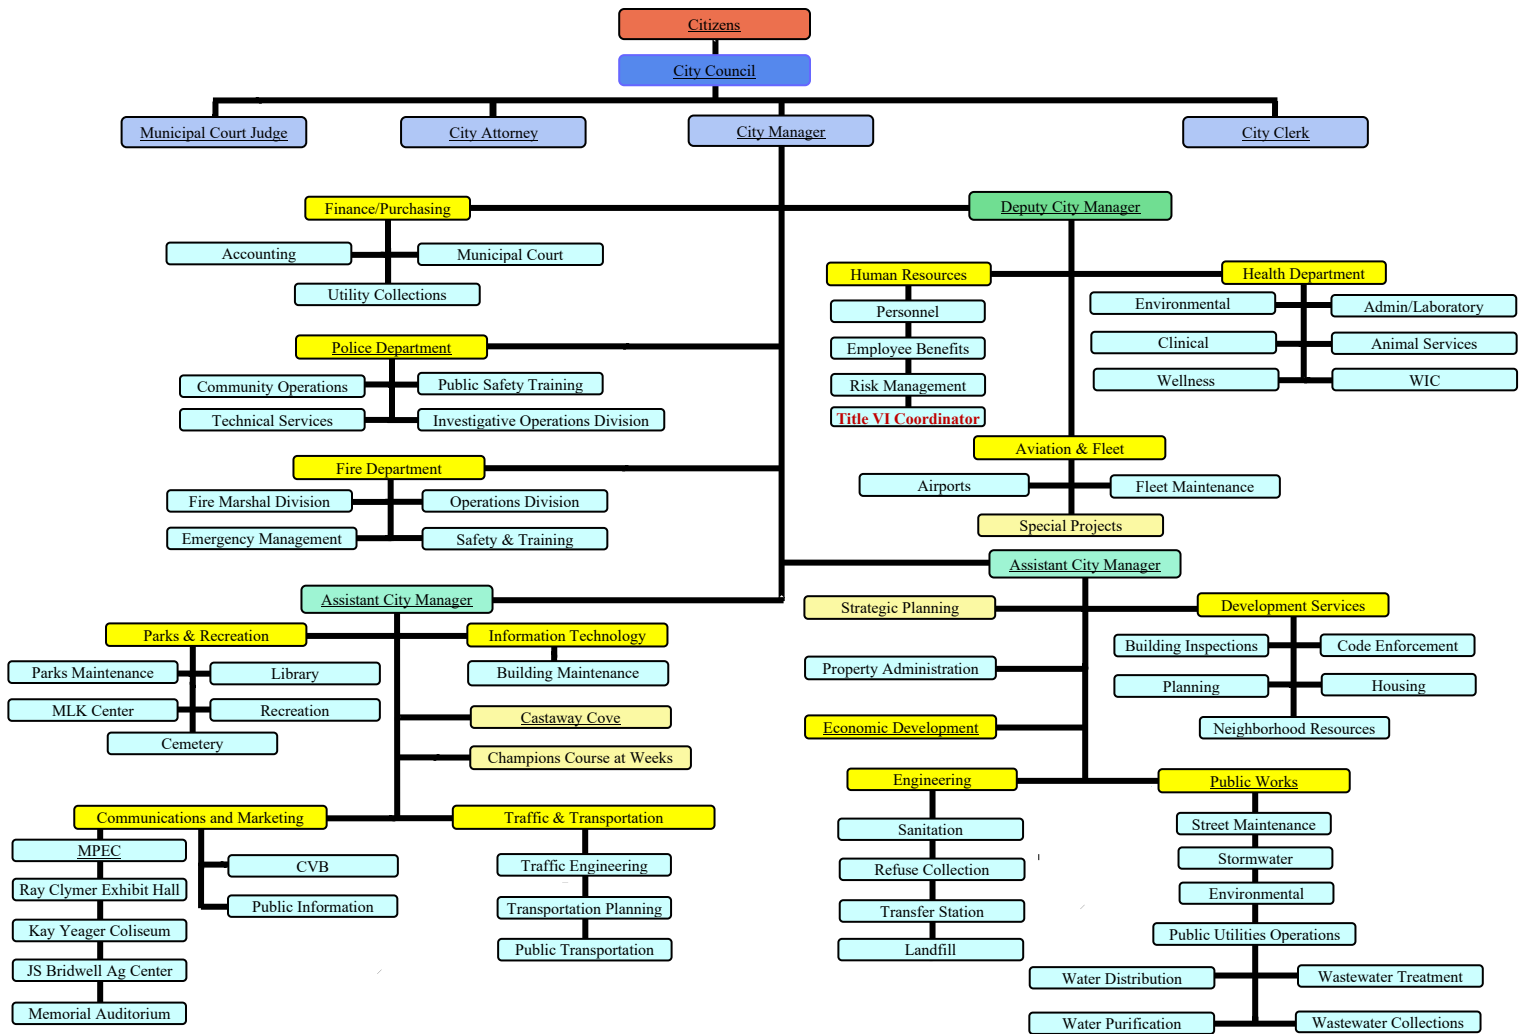 Citizens
City Council
Municipal Court Judge
City Attorney
City Manager
City Clerk
Finance/Purchasing
Accounting
Municipal Court
Utility Collections
Police Department
Community Operations
Public Safety Training
Technical Services
Investigative Operations Division
Fire Department
Fire Marshal Division
Operations Division
Emergency Management
Safety & Training
Deputy City Manager
Human Resources
Personnel
Employee Benefits
Risk Management
Title VI Coordinator
Health Department
Environmental
Admin/Laboratory
Clinical
Animal Services
Wellness
WIC
Aviation & Fleet
Airports
Fleet Maintenance
Special Projects
Assistant City Manager
Parks & Recreation
Parks Maintenance
Library
MLK Center
Recreation
Cemetery
Information Technology
Building Maintenance
Castaway Cove
Champions Course at Weeks
Communications and Marketing
MPEC
Ray Clymer Exhibit Hall
Kay Yeager Coliseum
JS Bridwell Ag Center
Memorial Auditorium
CVB
Public Information
Traffic & Transportation
Traffic Engineering
Transportation Planning
Public Transportation
Assistant City Manager
Strategic Planning
Development Services
Building Inspections
Code Enforcement
Planning
Housing
Neighborhood Resources
Property Administration
Economic Development
Engineering
Sanitation
Refuse Collection
Transfer Station
Landfill
Public Works
Street Maintenance
Stormwater
Environmental
Public Utilities Operations
Water Distribution
Wastewater Treatment
Water Purification
Wastewater Collections